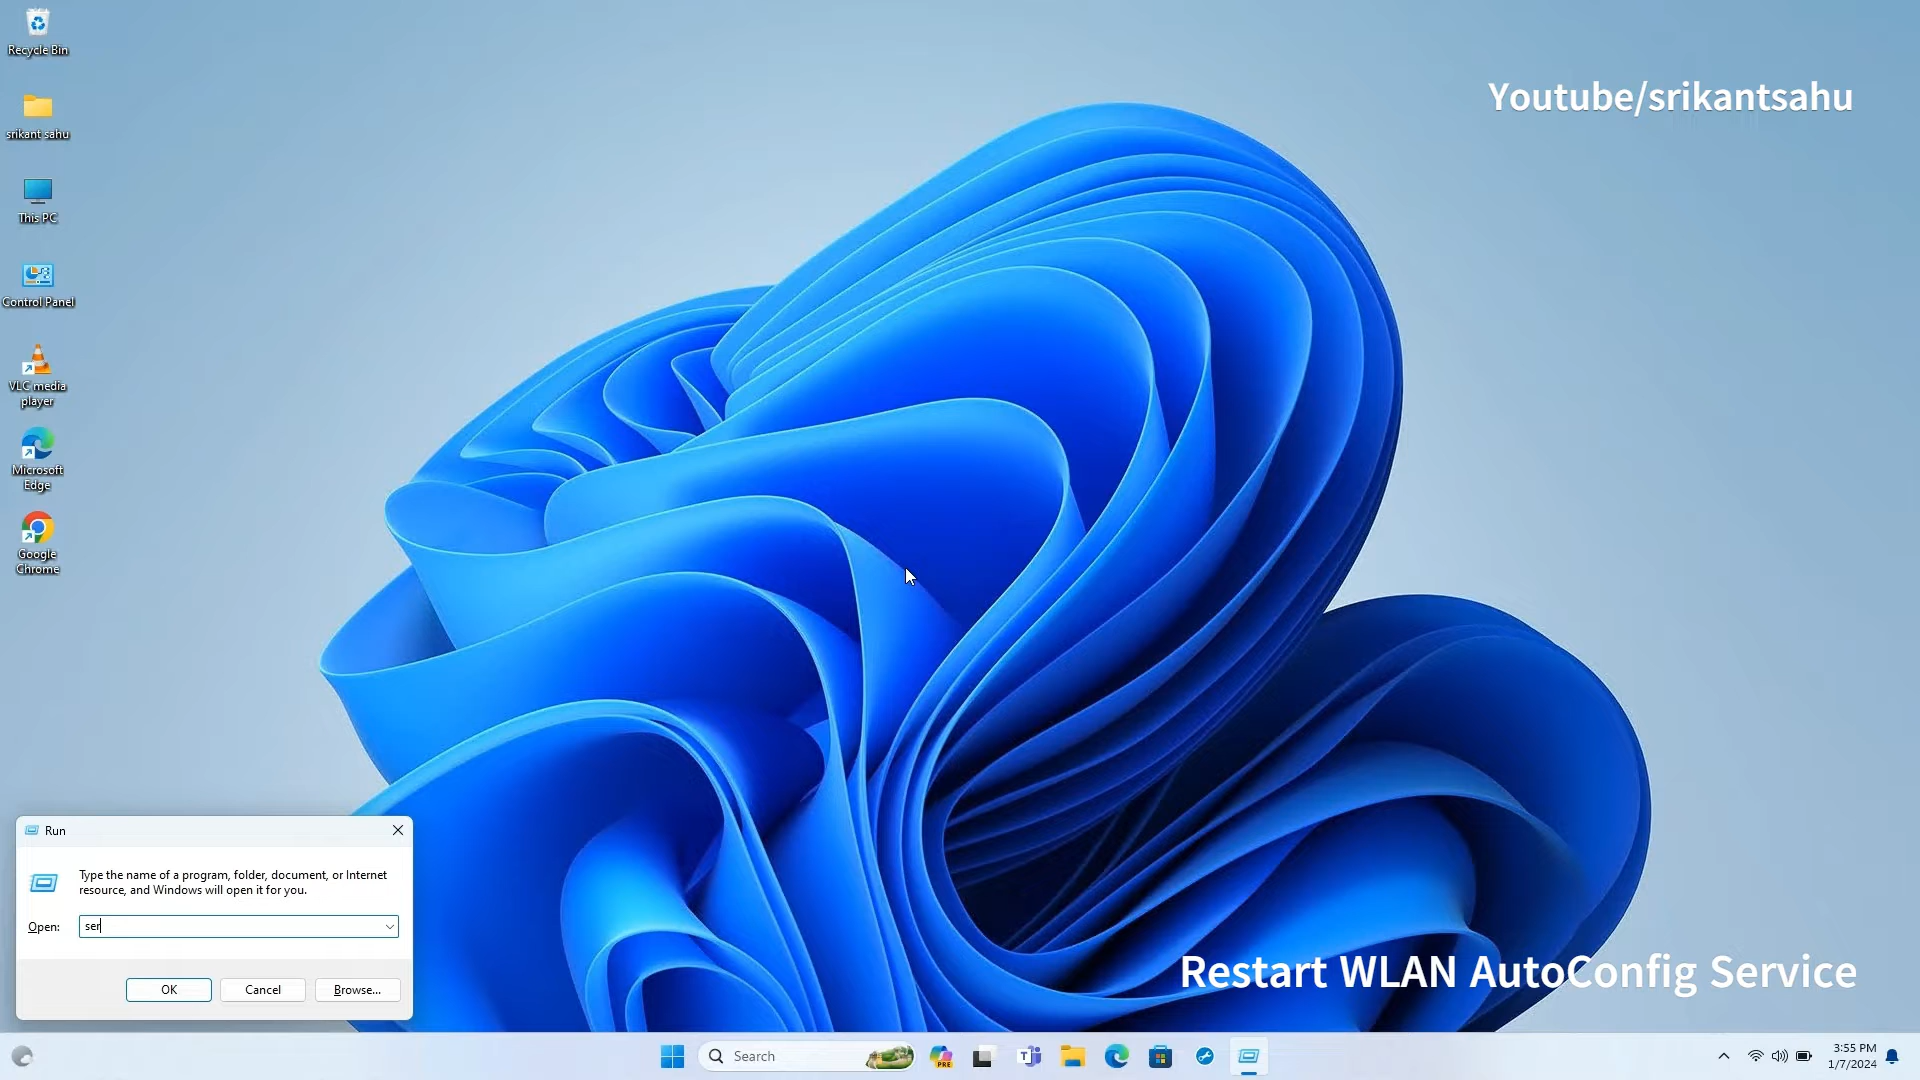 Recycle Bin
srikant sahu
This PC
Control Panel
VLC media
player
Microsoft
Edge
Google
Chrome
Youtube/srikantsahu
Run
Type the name of a program, folder, document, or Internet
resource, and Windows will open it for you.
Open:
ser
OK
Cancel
Browse...
Restart WLAN AutoConfig Service
Search
PRE
T
3:55 PM
1/7/2024